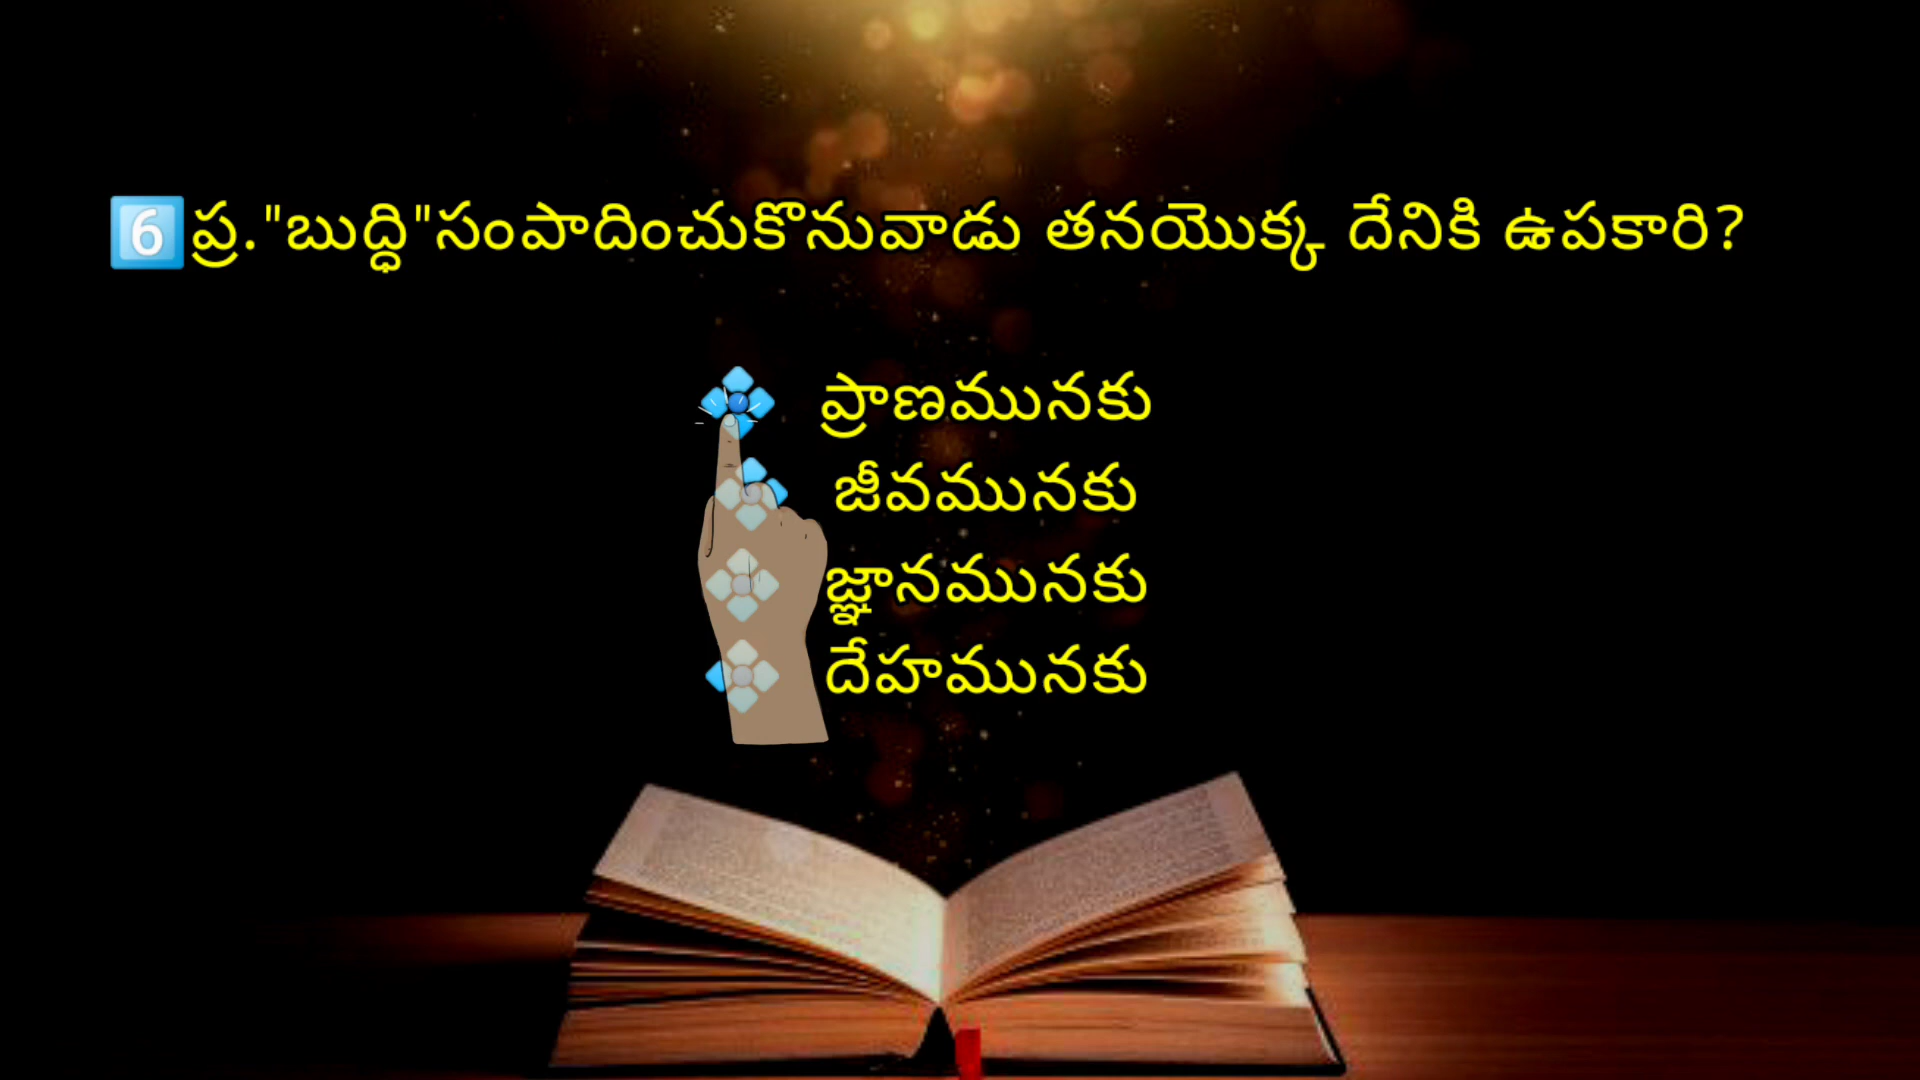 6️⃣ప్ర."బుద్ధి"సంపాదించుకొనువాడు తనయొక్క దేనికి ఉపకారి?
ప్రాణమునకు
జీవమునకు
జ్ఞానమునకు
దేహమునకు